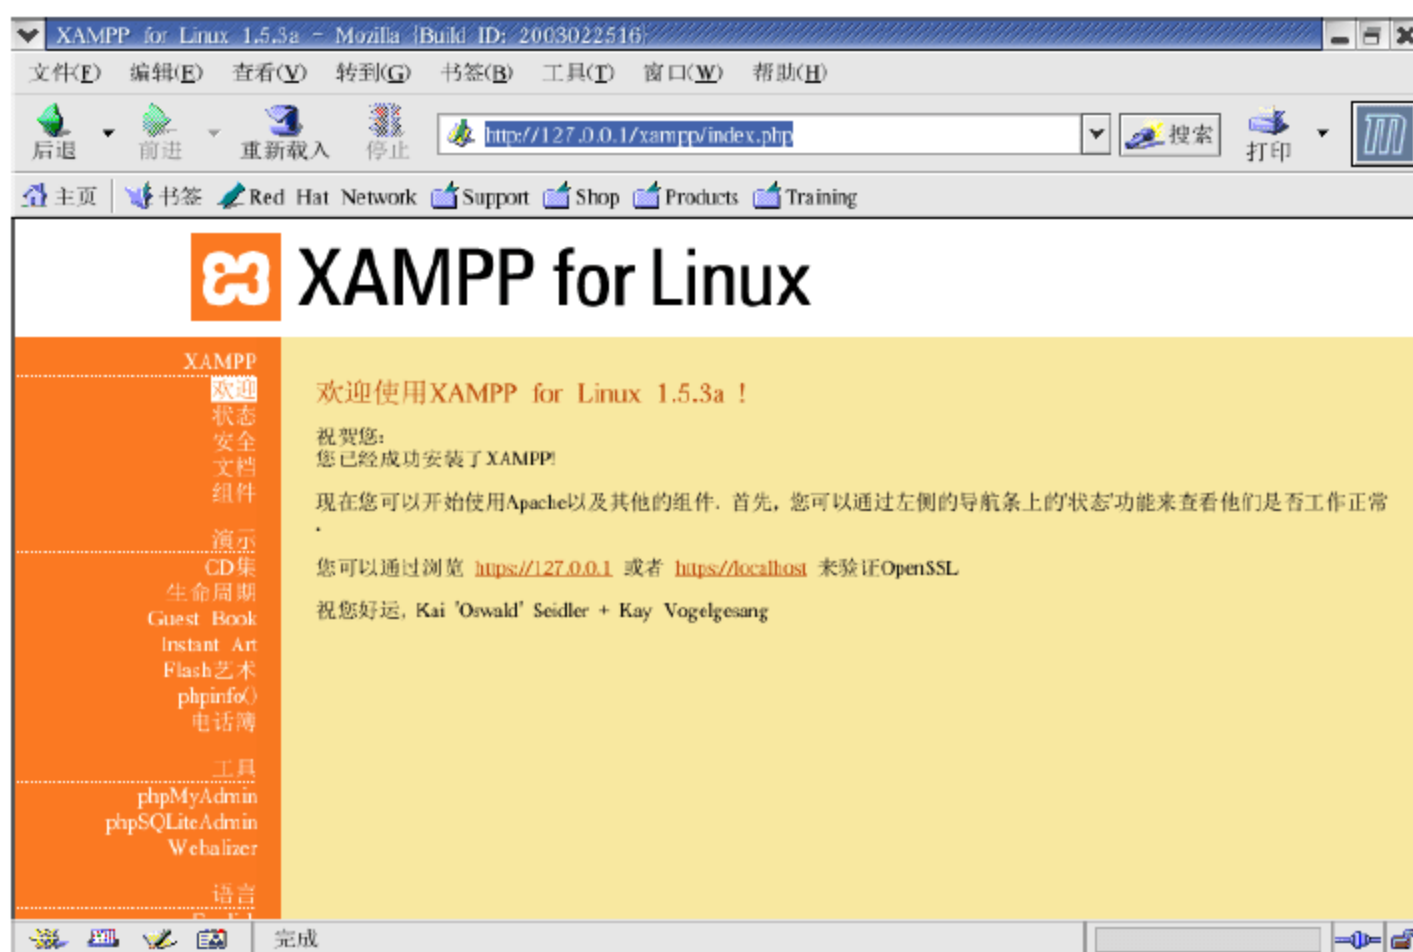 XAMPP for Linux 1.5.3a - Mozilla {Build ID: 2003022516}
文件(F) 编辑(E) 查看(V) 转到(G) 书签(B) 工具(T) 窗口(W) 帮助(H)
http://127.0.0.1/xampp/index.php 搜索
后退 前进 重新载入 停止 打印
主页 书签 Red Hat Network Support Shop Products Training
XAMPP for Linux
XAMPP
欢迎
状态
安全
文档
组件
演示
CD集
生命周期
Guest Book
Instant Art
Flash艺术
phpinfo()
电话簿
工具
phpMyAdmin
phpSQLiteAdmin
Webalizer
语言
欢迎使用XAMPP for Linux 1.5.3a !
祝贺您:
您已经成功安装了XAMPP!
现在您可以开始使用Apache以及其他的组件. 首先, 您可以通过左侧的导航条上的'状态'功能来查看他们是否工作正常
.
您可以通过浏览 https://127.0.0.1 或者 https://localhost 来验证OpenSSL
祝您好运, Kai 'Oswald' Seidler + Kay Vogelgesang
完成